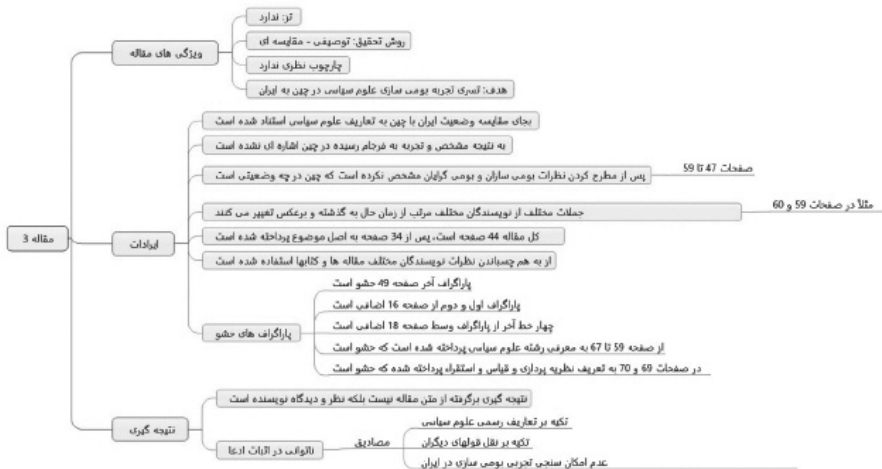 مقاله 3
ویژگی های مقاله
تز: ندارد
روش تحقیق: توصیفی - مقایسه ای
چارچوب نظری ندارد
هدف: تسری تجربه بومی سازی علوم سیاسی در چین به ایران
ایرادات
بجای مقایسه وضعیت ایران با چین به تعاریف علوم سیاسی استناد شده است
به نتیجه مشخص و تجربه به فرجام رسیده در چین اشاره ای نشده است
پس از مطرح کردن نظرات بومی سازان و بومی گرایان مشخص نکرده است که چین در چه وضعیتی است
صفحات 47 تا 59
جملات مختلف از نویسندگان مختلف مرتب از زمان حال به گذشته و برعکس تغییر می کنند
مثلاً در صفحات 59 و 60
کل مقاله 44 صفحه است، پس از 34 صفحه به اصل موضوع پرداخته شده است
از به هم چسباندن نظرات نویسندگان مختلف مقاله ها و کتابها استفاده شده است
پاراگراف های حشو
پاراگراف آخر صفحه 49 حشو است
پاراگراف اول و دوم از صفحه 16 اضافی است
چهار خط آخر از پاراگراف وسط صفحه 18 اضافی است
از صفحه 59 تا 67 به معرفی رشته علوم سیاسی پرداخته شده است که حشو است
در صفحات 69 و 70 به تعریف نظریه پردازی و قیاس و استقراء پرداخته شده که حشو است
نتیجه گیری
نتیجه گیری برگرفته از متن مقاله نیست بلکه نظر و دیدگاه نویسنده است
ناتوانی در اثبات ادعا
مصادیق
تکیه بر تعاریف رسمی علوم سیاسی
تکیه بر نقل قولهای دیگران
عدم امکان سنجی تجربی بومی سازی در ایران